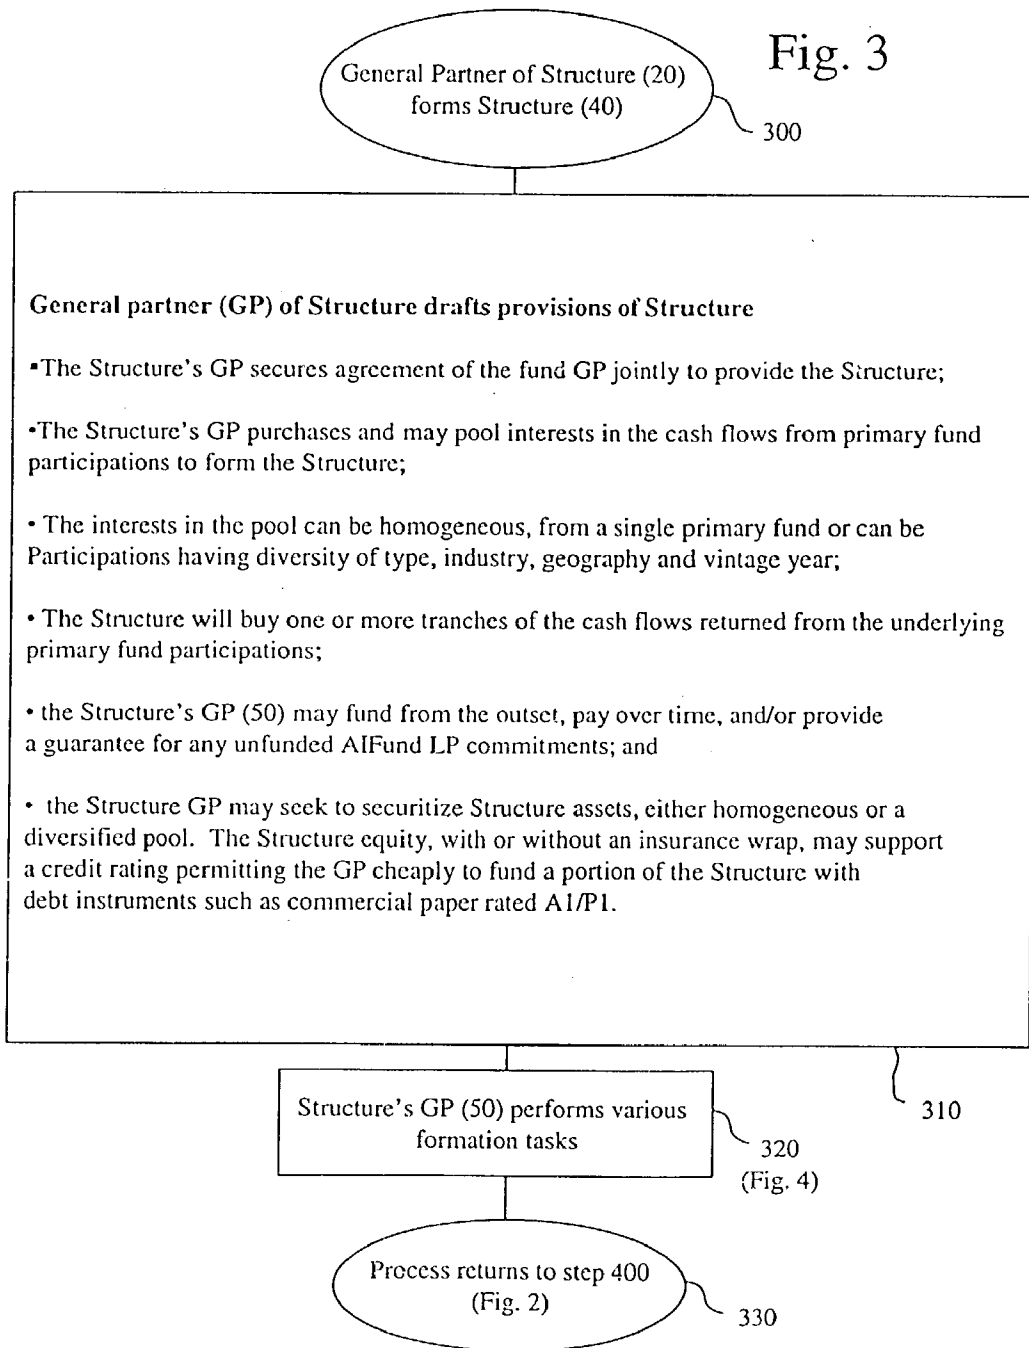 Fig. 3
General Partner of Structure (20)
forms Structure (40)
300
General partner (GP) of Structure drafts provisions of Structure
▪The Structure's GP secures agreement of the fund GP jointly to provide the Structure;
•The Structure's GP purchases and may pool interests in the cash flows from primary fund
participations to form the Structure;
• The interests in the pool can be homogeneous, from a single primary fund or can be
Participations having diversity of type, industry, geography and vintage year;
• The Structure will buy one or more tranches of the cash flows returned from the underlying
primary fund participations;
• the Structure's GP (50) may fund from the outset, pay over time, and/or provide
a guarantee for any unfunded AIFund LP commitments; and
• the Structure GP may seek to securitize Structure assets, either homogeneous or a
diversified pool. The Structure equity, with or without an insurance wrap, may support
a credit rating permitting the GP cheaply to fund a portion of the Structure with
debt instruments such as commercial paper rated A1/P1.
310
Structure's GP (50) performs various
formation tasks
320
(Fig. 4)
Process returns to step 400
(Fig. 2)
330